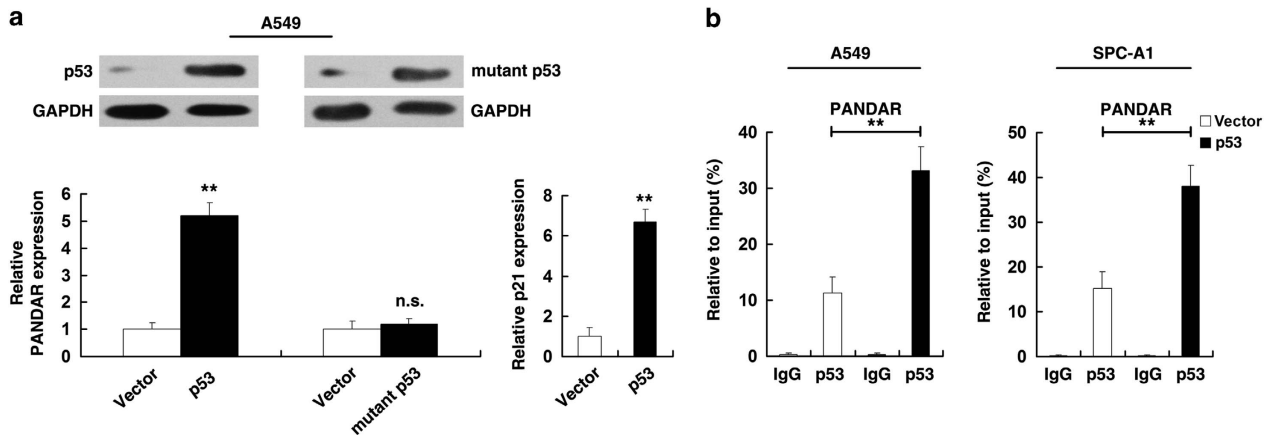 a
A549
p53
mutant p53
GAPDH
GAPDH
Relative
PANDAR expression
6
5
4
3
2
1
0
**
n.s.
Vector
p53
Vector
mutant p53
Relative p21 expression
8
6
4
2
0
**
Vector
p53
b
A549
PANDAR
**
Relative to input (%)
40
30
20
10
0
IgG
p53
IgG
p53
SPC-A1
PANDAR
**
Vector
p53
Relative to input (%)
50
40
30
20
10
0
IgG
p53
IgG
p53